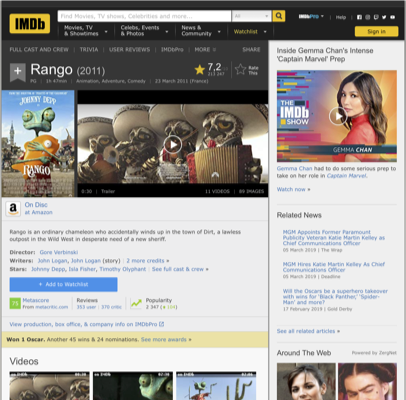 IMDb
Find Movies, TV shows, Celebrities and more...
All
IMDbPro
Help
Movies, TV
& Showtimes
Celebs, Events
& Photos
News &
Community
Watchlist
Sign in
FULL CAST AND CREW | TRIVIA | USER REVIEWS | IMDbPro | MORE
SHARE
Rango (2011)
PG | 1h 47min | Animation, Adventure, Comedy | 23 March 2011 (France)
7,2
Rate
This
JOHNNY DEPP
RANGO
0:30 | Trailer
11 VIDEOS | 89 IMAGES
On Disc
at Amazon
Rango is an ordinary chameleon who accidentally winds up in the town of Dirt, a lawless
outpost in the Wild West in desperate need of a new sheriff.
Director: Gore Verbinski
Writers: John Logan, John Logan (story) | 2 more credits »
Stars: Johnny Depp, Isla Fisher, Timothy Olyphant | See full cast & crew »
+ Add to Watchlist
75
Metascore
From metacritic.com
Reviews
353 user | 370 critic
Popularity
2 347
View production, box office, & company info on IMDbPro
Won 1 Oscar. Another 45 wins & 24 nominations. See more awards »
Videos
Inside Gemma Chan's Intense
'Captain Marvel' Prep
THE
IMDb
SHOW
GEMMA CHAN
Gemma Chan had to do some serious prep to
take on her role in Captain Marvel.
Watch now »
Related News
MGM Appoints Former Paramount
Publicity Veteran Katie Martin Kelley as
Chief Communications Officer
05 March 2019 | The Wrap
MGM Hires Katie Martin Kelley As Chief
Communications Officer
05 March 2019 | Deadline
Will the Oscars be a superhero takeover
with wins for 'Black Panther,' 'Spider-
Man' and more?
17 February 2019 | Gold Derby
See all related articles »
Around The Web
Powered by ZergNet